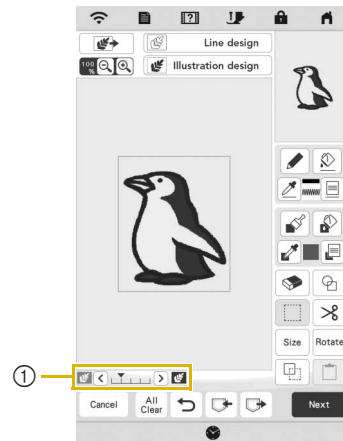 ?
Line design
100
%
Illustration design
Size
Rotate
①
Cancel
All
Clear
Next